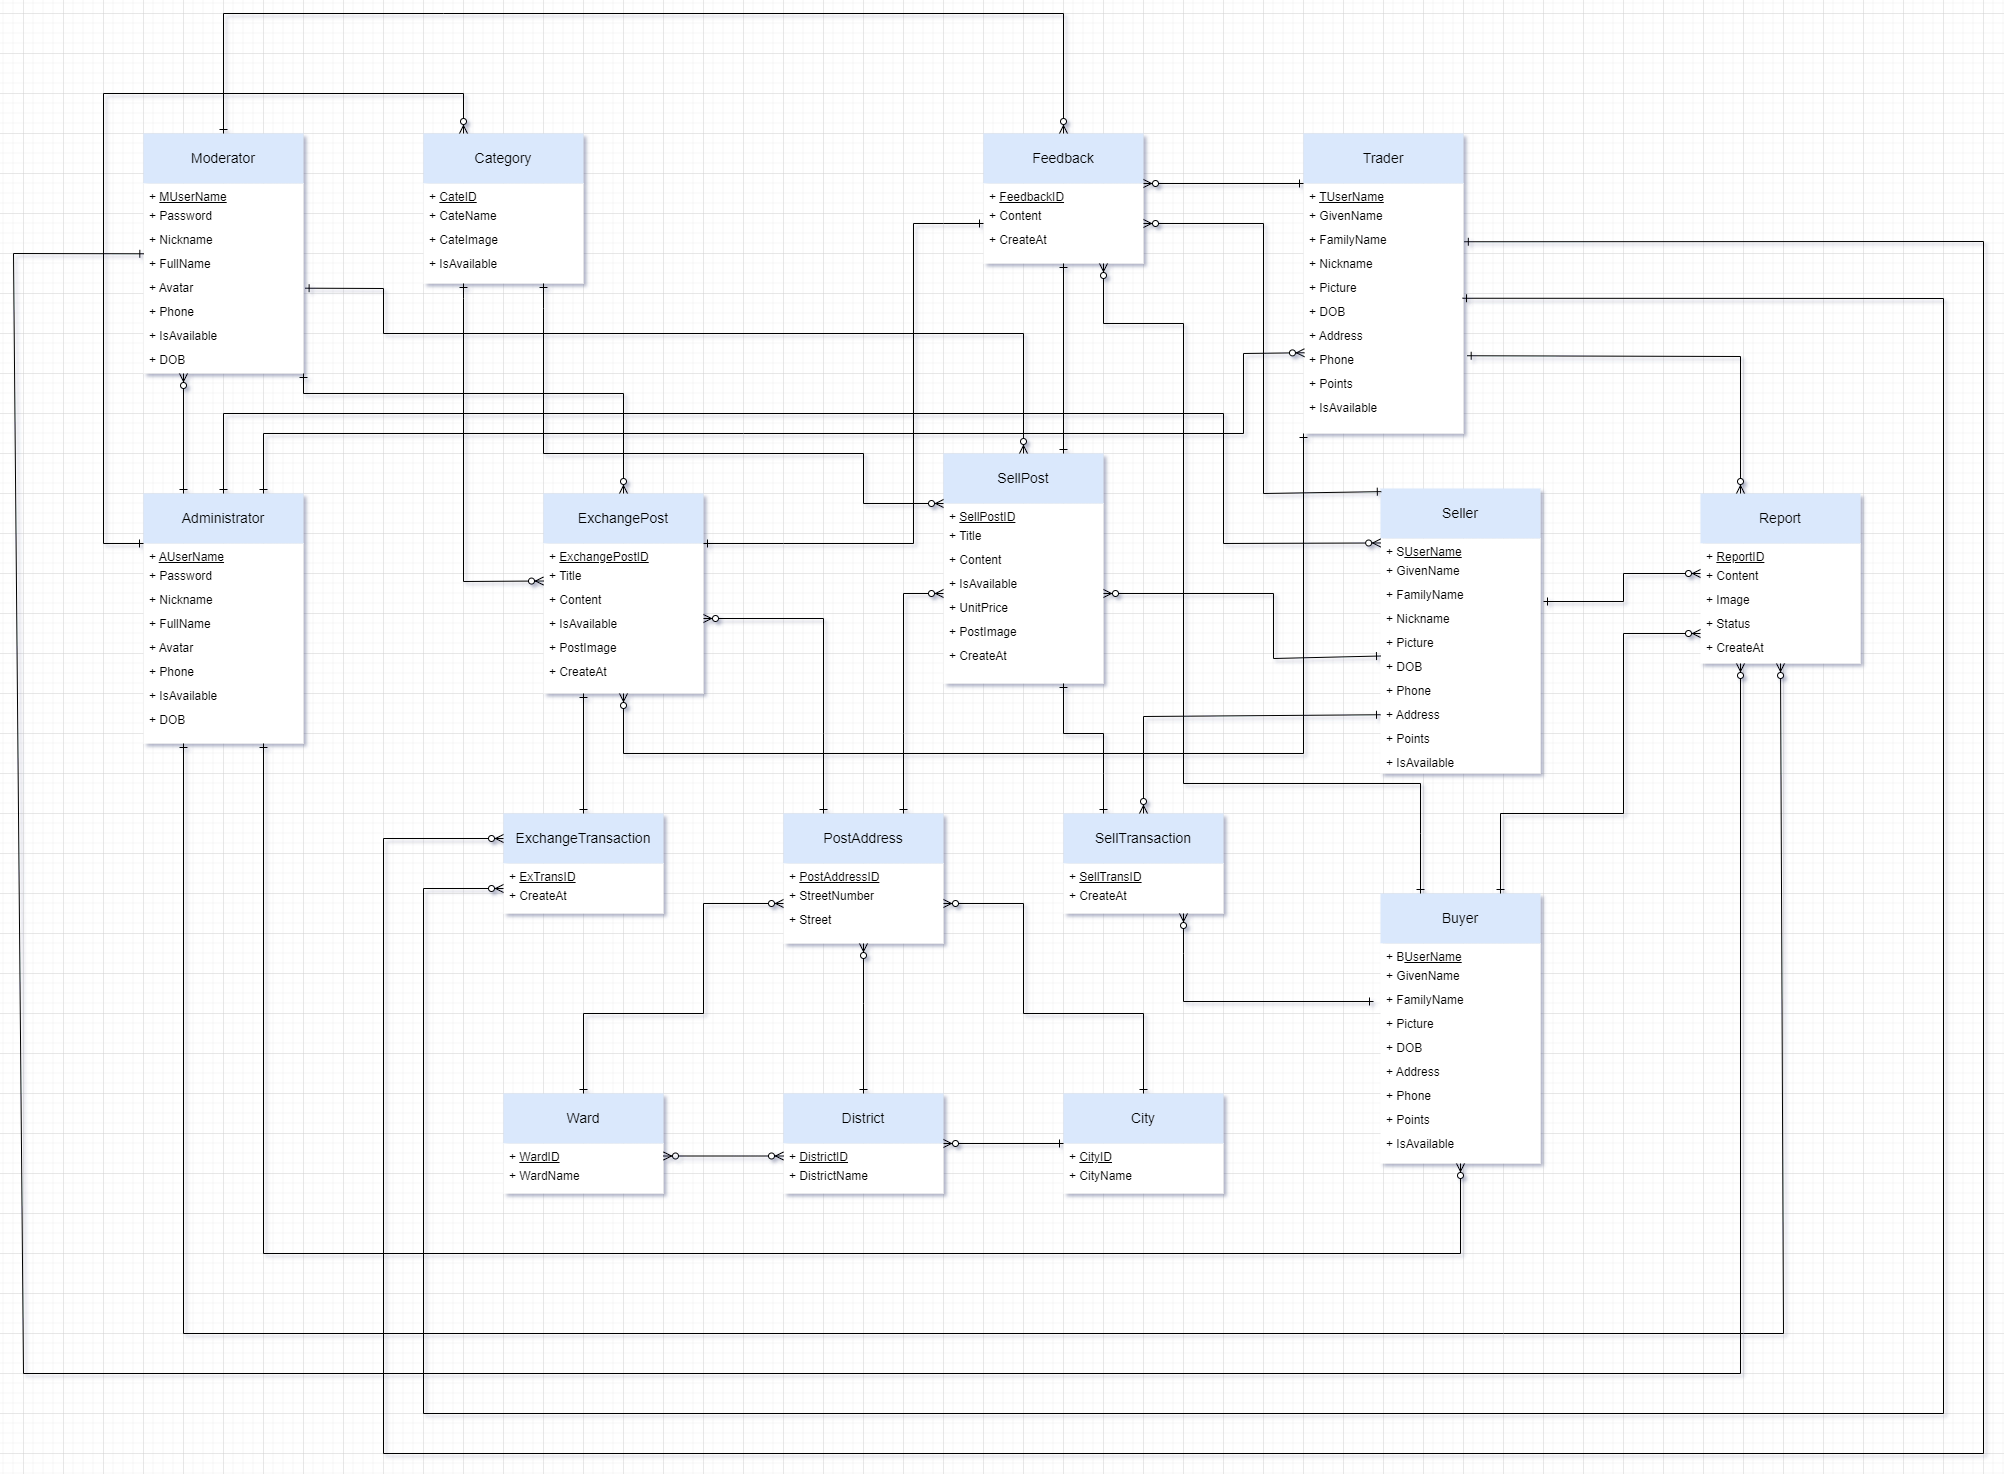 Moderator
+ MUserName
+ Password
+ Nickname
+ FullName
+ Avatar
+ Phone
+ IsAvailable
+ DOB
Category
+ CateID
+ CateName
+ CateImage
+ IsAvailable
Feedback
+ FeedbackID
+ Content
+ CreateAt
Trader
+ TUserName
+ GivenName
+ FamilyName
+ Nickname
+ Picture
+ DOB
+ Address
+ Phone
+ Points
+ IsAvailable
Administrator
+ AUserName
+ Password
+ Nickname
+ FullName
+ Avatar
+ Phone
+ IsAvailable
+ DOB
ExchangePost
+ ExchangePostID
+ Title
+ Content
+ IsAvailable
+ PostImage
+ CreateAt
SellPost
+ SellPostID
+ Title
+ Content
+ IsAvailable
+ UnitPrice
+ PostImage
+ CreateAt
Seller
+ SUserName
+ GivenName
+ FamilyName
+ Nickname
+ Picture
+ DOB
+ Phone
+ Address
+ Points
+ IsAvailable
Report
+ ReportID
+ Content
+ Image
+ Status
+ CreateAt
ExchangeTransaction
+ ExTransID
+ CreateAt
PostAddress
+ PostAddressID
+ StreetNumber
+ Street
SellTransaction
+ SellTransID
+ CreateAt
Buyer
+ BUserName
+ GivenName
+ FamilyName
+ Picture
+ DOB
+ Address
+ Phone
+ Points
+ IsAvailable
Ward
+ WardID
+ WardName
District
+ DistrictID
+ DistrictName
City
+ CityID
+ CityName